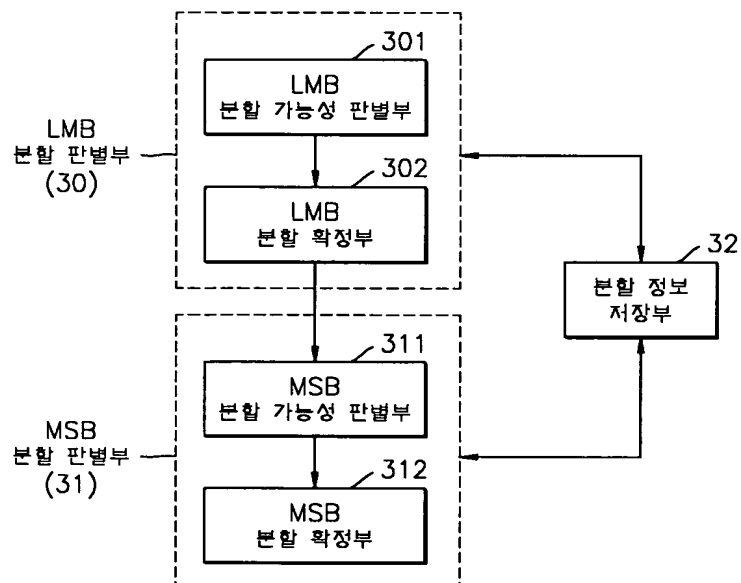 301
LMB
분할 가능성 판별부
LMB
분할 판별부
(30)
302
LMB
분할 확정부
32
분할 정보
저장부
311
MSB
분할 가능성 판별부
MSB
분할 판별부
(31)
312
MSB
분할 확정부